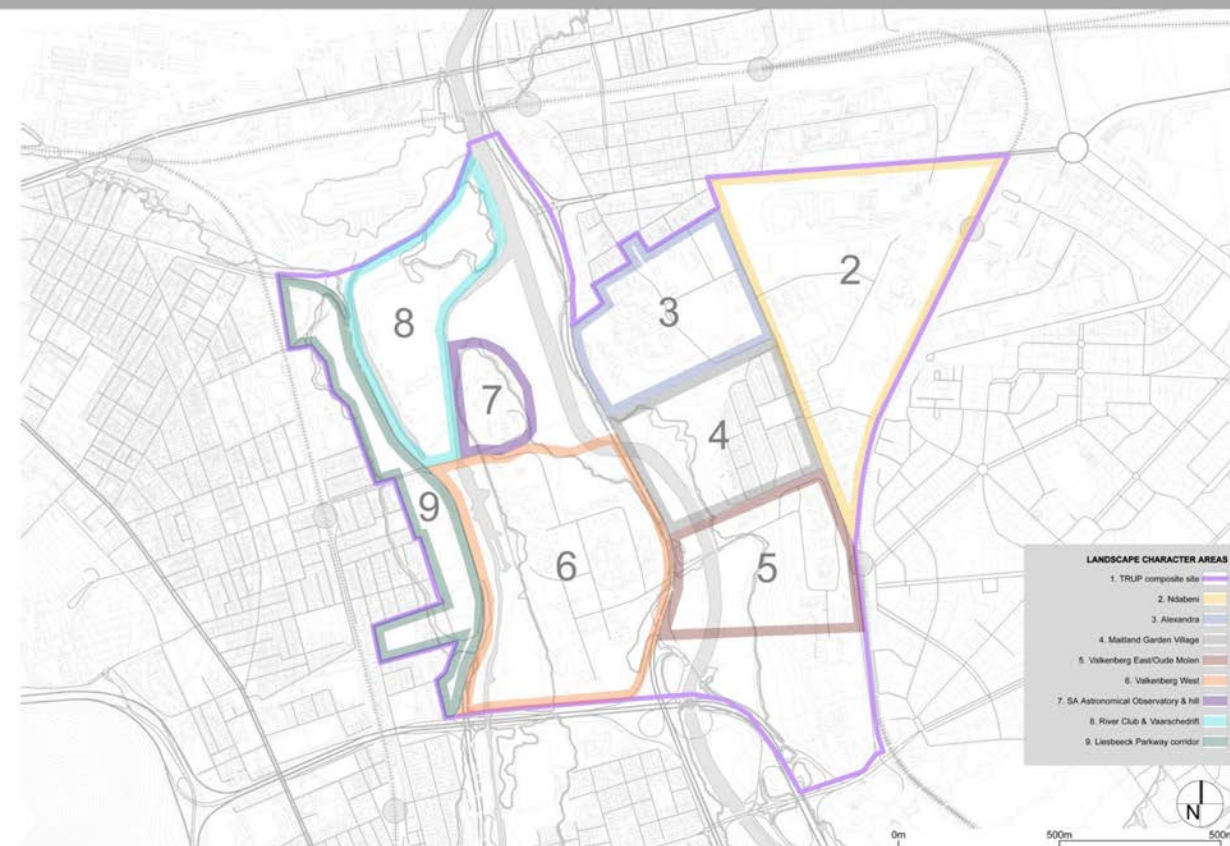 2
3
8
7
4
9
6
5
LANDSCAPE CHARACTER AREAS
1. TRUP composite site
2. Ndabeni
3. Alexandra
4. Maitland Garden Village
5. Valkenberg East/Oude Molen
6. Valkenberg West
7. SA Astronomical Observatory & hill
8. River Club & Vaarschedrift
9. Liesbeeck Parkway corridor
N
0m 500m 500m